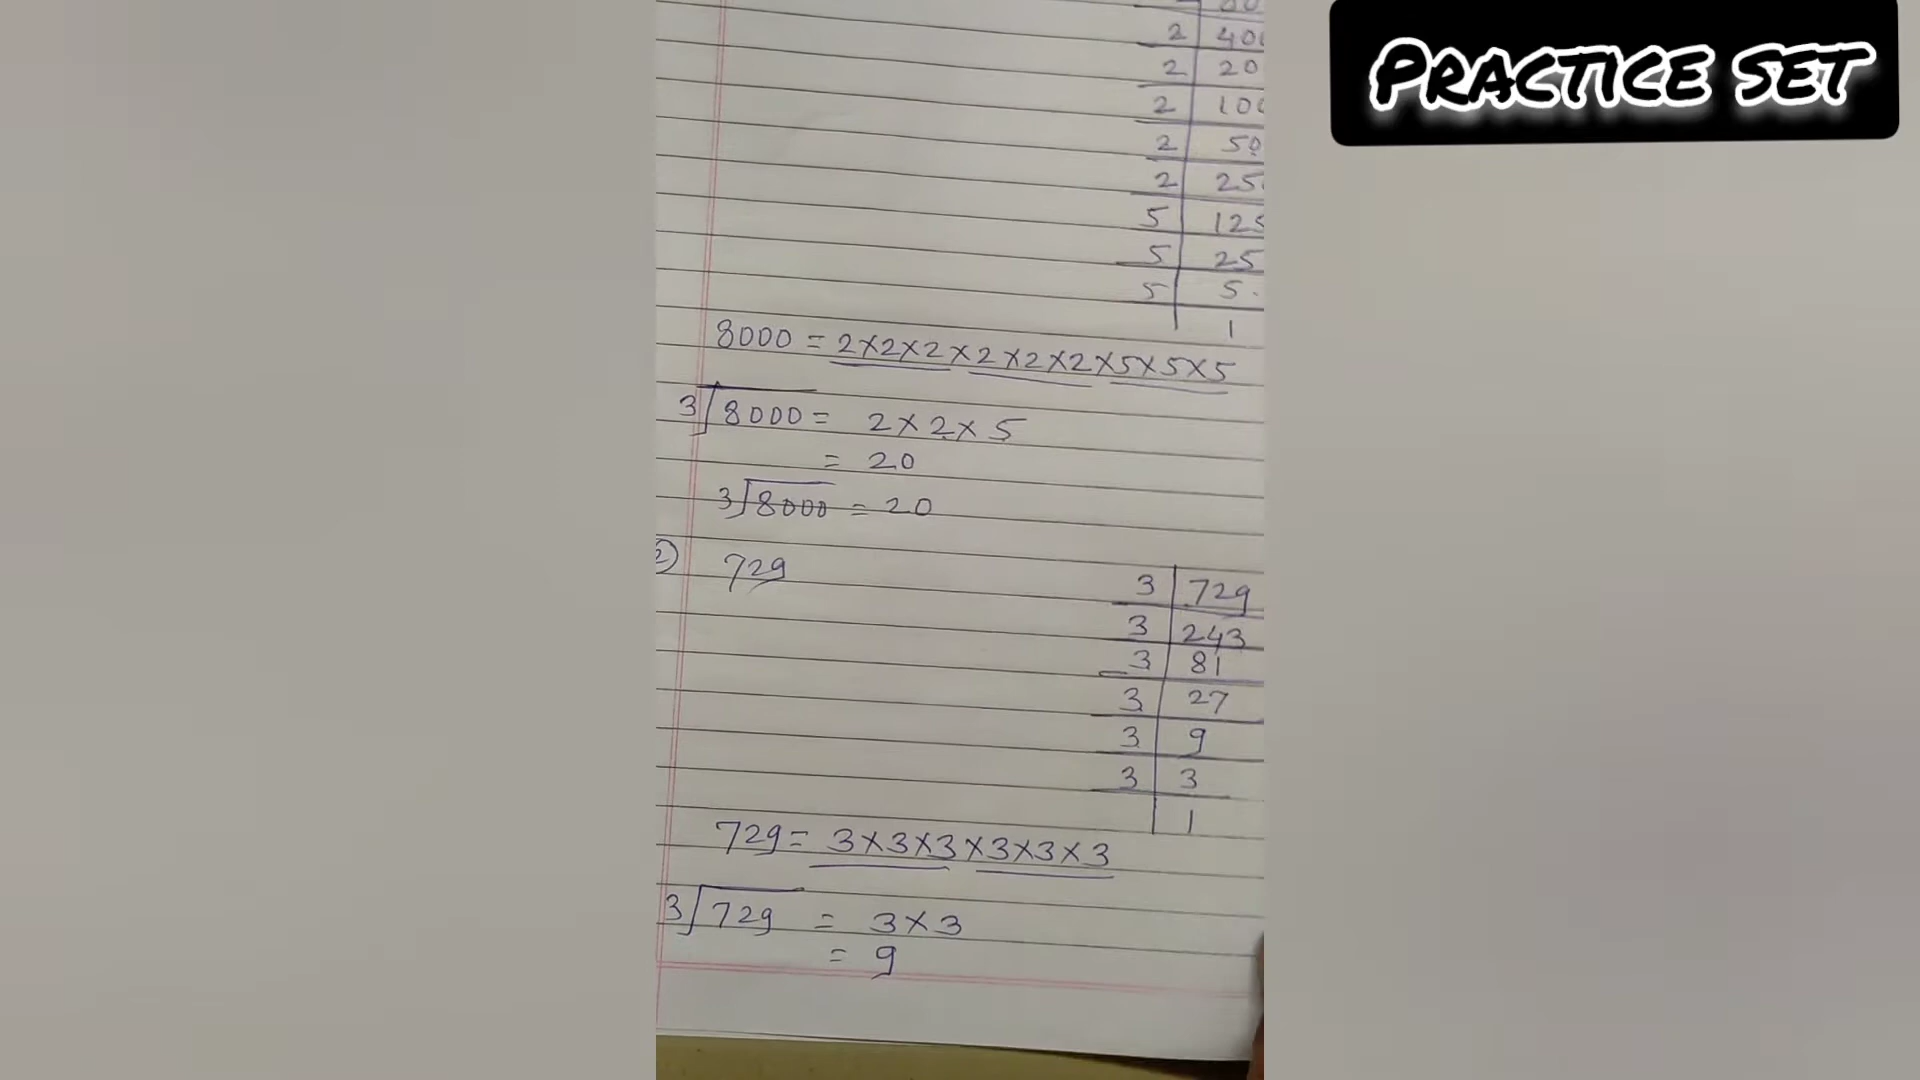 PRACTICE SET
2 | 400
2 | 20
2 | 100
2 | 50
2 | 25
5 | 125
5 | 25
5 | 5
1
8000 = 2×2×2×2×2×2×5×5×5
3√8000 = 2×2×5
= 20
3√8000 = 20
2) 729
3 | 729
3 | 243
3 | 81
3 | 27
3 | 9
3 | 3
1
729 = 3×3×3×3×3×3
3√729 = 3×3
= 9